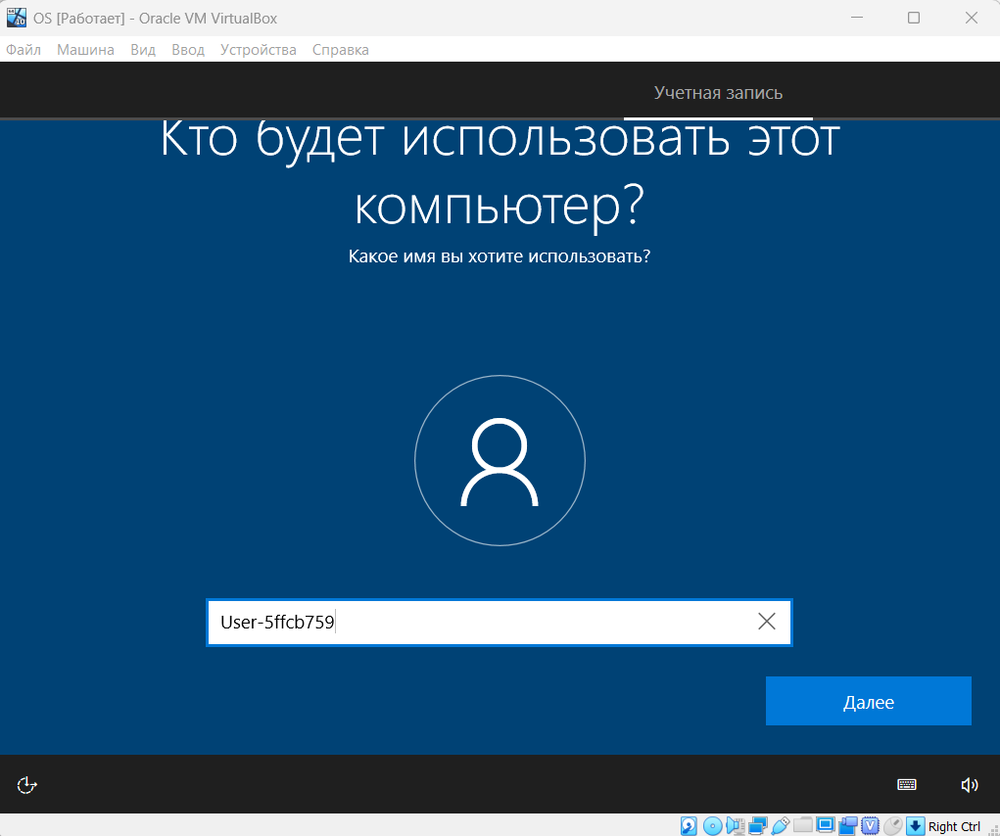 OS [Работает] - Oracle VM VirtualBox
Файл Машина Вид Ввод Устройства Справка
Учетная запись
Кто будет использовать этот
компьютер?
Какое имя вы хотите использовать?
User-5ffcb759
Далее
Right Ctrl